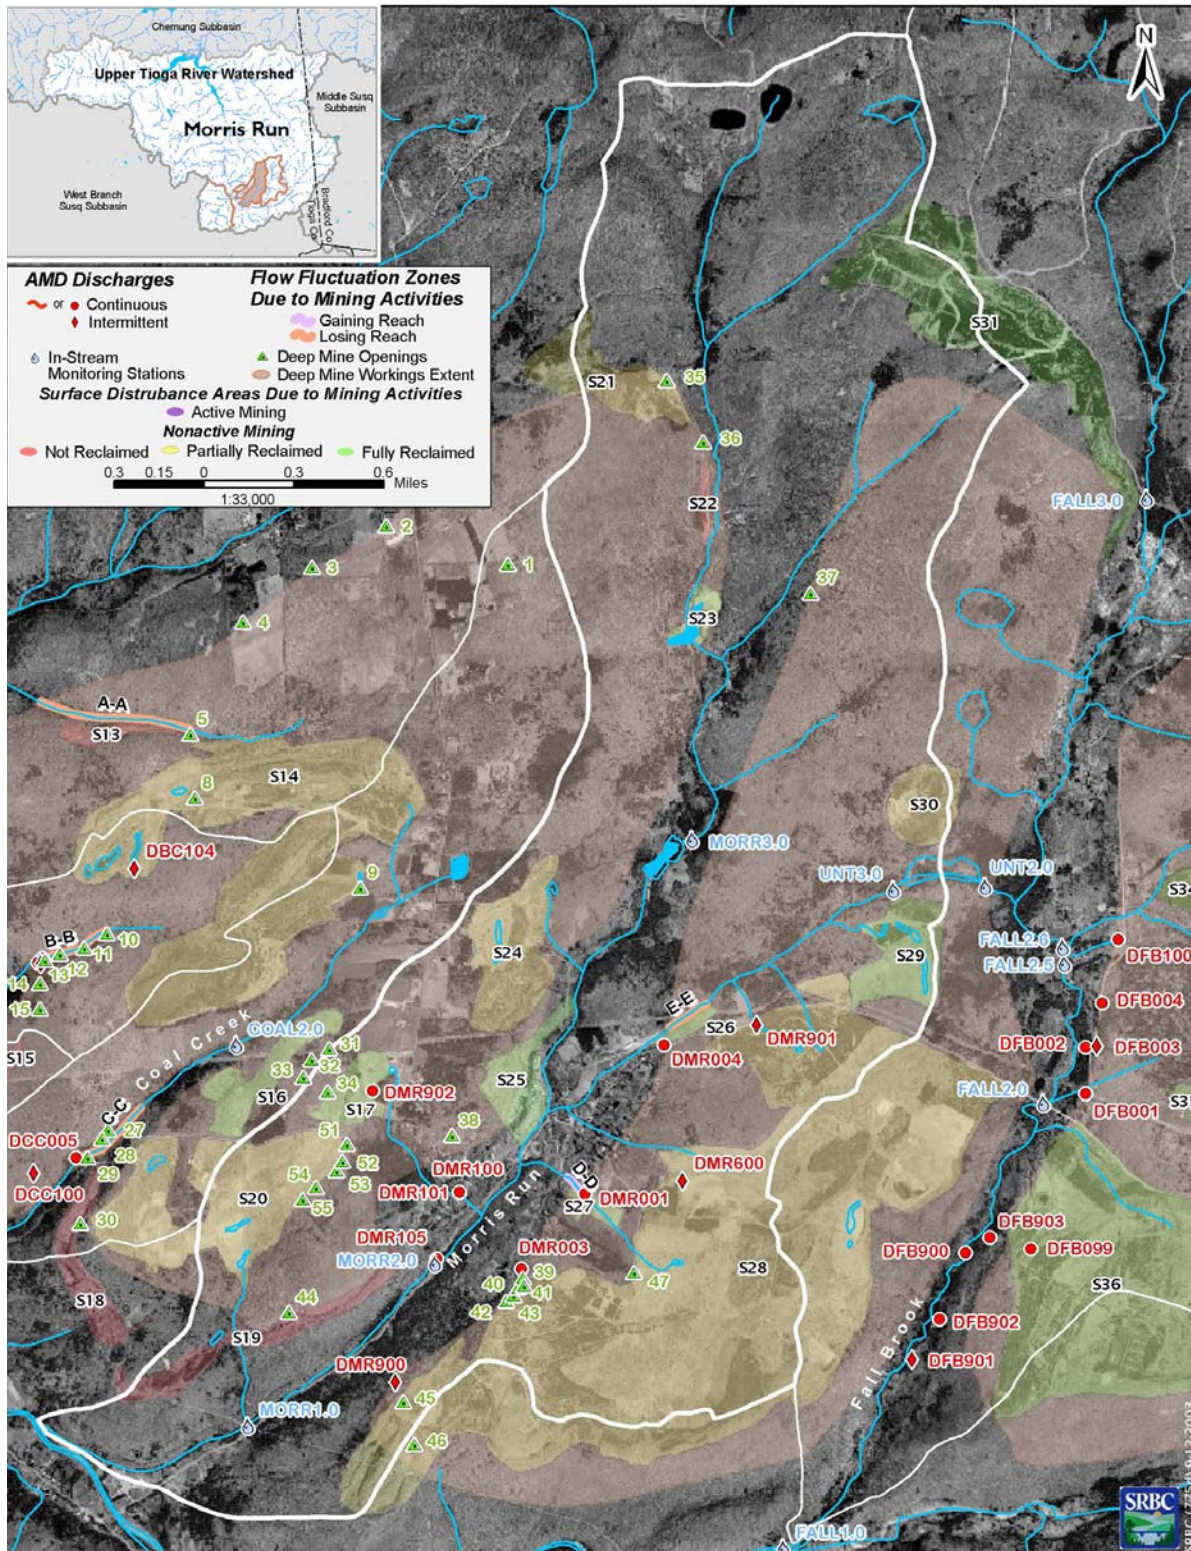 Chemung Subbasin
Upper Tioga River Watershed
Middle Susq
Subbasin
Morris Run
West Branch
Susq Subbasin
Bradford Co
Tioga Co
N
AMD Discharges
or Continuous
Intermittent
In-Stream
Monitoring Stations
Flow Fluctuation Zones
Due to Mining Activities
Gaining Reach
Losing Reach
Deep Mine Openings
Deep Mine Workings Extent
Surface Distrubance Areas Due to Mining Activities
Active Mining
Nonactive Mining
Not Reclaimed Partially Reclaimed Fully Reclaimed
0.3 0.15 0 0.3 0.6
Miles
1:33,000
S31
S21
35
36
S22
FALL3.0
2
3
1
37
4
S23
A-A
S13
5
S14
8
S30
DBC104
MORR3.0
9
UNT3.0
UNT2.0
S34
S24
10
B-B
11
12
13
14
15
S29
FALL2.6
FALL2.5
DFB100
DFB004
E-E
S26
DMR901
DMR004
DFB002
DFB003
Coal Creek
COAL2.0
S15
31
32
33
34
S16
S17
DMR902
S25
FALL2.0
DFB001
S35
C-C
27
28
29
DCC005
DCC100
38
51
52
53
54
55
S20
DMR100
DMR101
D-D
S27
DMR001
DMR600
30
DMR105
MORR2.0
Morris Run
DMR003
39
40
41
42
43
47
S28
DFB903
DFB900
DFB099
S36
S18
S19
44
DFB902
DFB901
Fall Brook
DMR900
45
46
MORR1.0
FALL1.0
SRBC